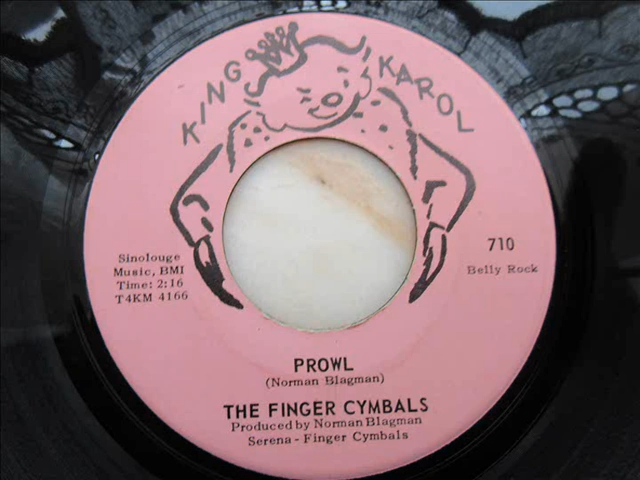 KING KAROL
Sinolouge
Music, BMI
Time: 2:16
T4KM 4166
710
Belly Rock
PROWL
(Norman Blagman)
THE FINGER CYMBALS
Produced by Norman Blagman
Serena - Finger Cymbals